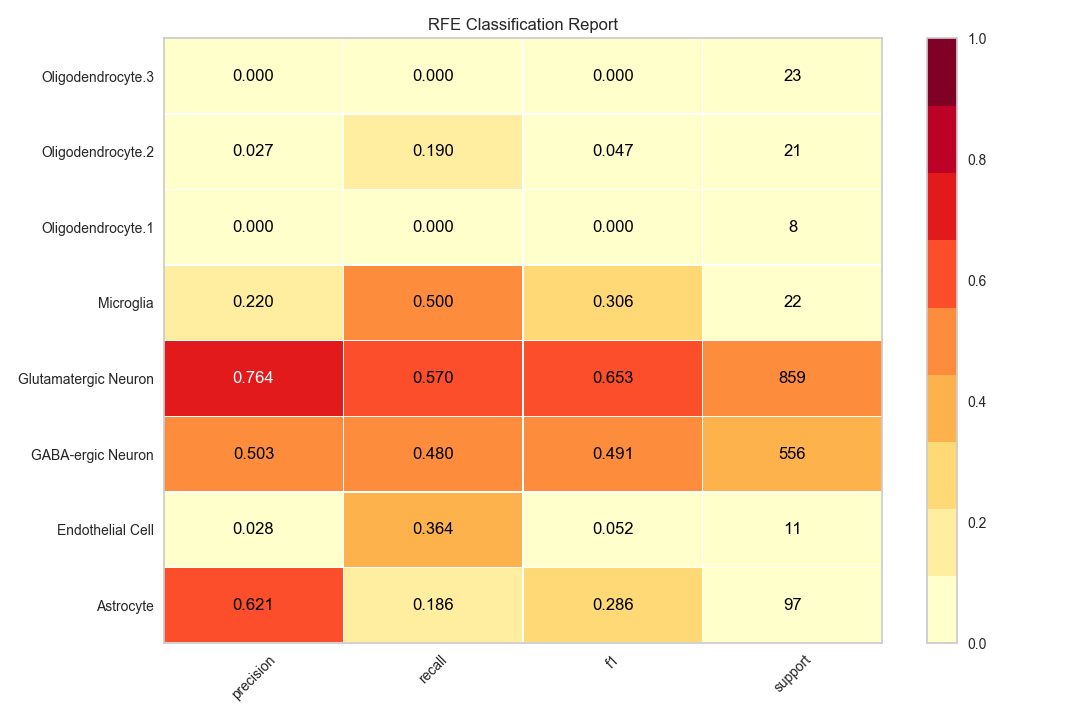 RFE Classification Report
Oligodendrocyte.3 0.000 0.000 0.000 23
Oligodendrocyte.2 0.027 0.190 0.047 21
Oligodendrocyte.1 0.000 0.000 0.000 8
Microglia 0.220 0.500 0.306 22
Glutamatergic Neuron 0.764 0.570 0.653 859
GABA-ergic Neuron 0.503 0.480 0.491 556
Endothelial Cell 0.028 0.364 0.052 11
Astrocyte 0.621 0.186 0.286 97
precision recall f1 support
1.0
0.8
0.6
0.4
0.2
0.0